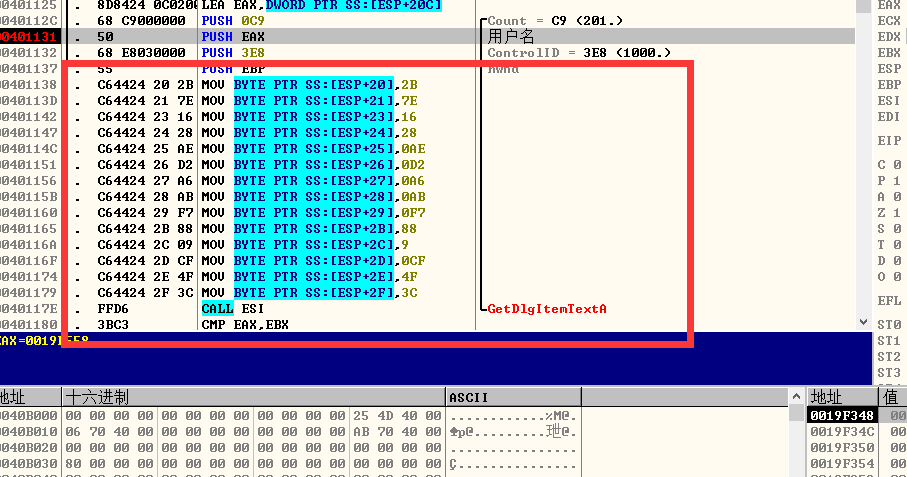 00401125 . 8D8424 0C0200 LEA EAX,DWORD PTR SS:[ESP+20C]
0040112C . 68 C9000000 PUSH 0C9 Count = C9 (201.)
00401131 . 50 PUSH EAX 用户名
00401132 . 68 E8030000 PUSH 3E8 ControlID = 3E8 (1000.)
00401137 . 55 PUSH EBP hWnd
00401138 . C64424 20 2B MOV BYTE PTR SS:[ESP+20],2B
0040113D . C64424 21 7E MOV BYTE PTR SS:[ESP+21],7E
00401142 . C64424 23 16 MOV BYTE PTR SS:[ESP+23],16
00401147 . C64424 24 28 MOV BYTE PTR SS:[ESP+24],28
0040114C . C64424 25 AE MOV BYTE PTR SS:[ESP+25],0AE
00401151 . C64424 26 D2 MOV BYTE PTR SS:[ESP+26],0D2
00401156 . C64424 27 A6 MOV BYTE PTR SS:[ESP+27],0A6
0040115B . C64424 28 AB MOV BYTE PTR SS:[ESP+28],0AB
00401160 . C64424 29 F7 MOV BYTE PTR SS:[ESP+29],0F7
00401165 . C64424 2B 88 MOV BYTE PTR SS:[ESP+2B],88
0040116A . C64424 2C 09 MOV BYTE PTR SS:[ESP+2C],9
0040116F . C64424 2D CF MOV BYTE PTR SS:[ESP+2D],0CF
00401174 . C64424 2E 4F MOV BYTE PTR SS:[ESP+2E],4F
00401179 . C64424 2F 3C MOV BYTE PTR SS:[ESP+2F],3C
0040117E . FFD6 CALL ESI GetDlgItemTextA
00401180 . 3BC3 CMP EAX,EBX
EAX
ECX
EDX
EBX
ESP
EBP
ESI
EDI
EIP
C 0
P 1
A 0
Z 1
S 0
T 0
D 0
O 0
EFL
ST0
ST1
ST2
ST3
地址 十六进制 ASCII
0040B000 00 00 00 00 00 00 00 00 00 00 00 00 25 4D 40 00 ............%M@.
0040B010 06 70 40 00 00 00 00 00 00 00 00 00 AB 70 40 00
0040B020 00 00 00 00 00 00 00 00 00 00 00 00 00 00 00 00 ................
0040B030 80 00 00 00 00 00 00 00 00 00 00 00 00 00 00 00
地址 值
0019F348 00
0019F34C 00
0019F350 00
0019F354 00